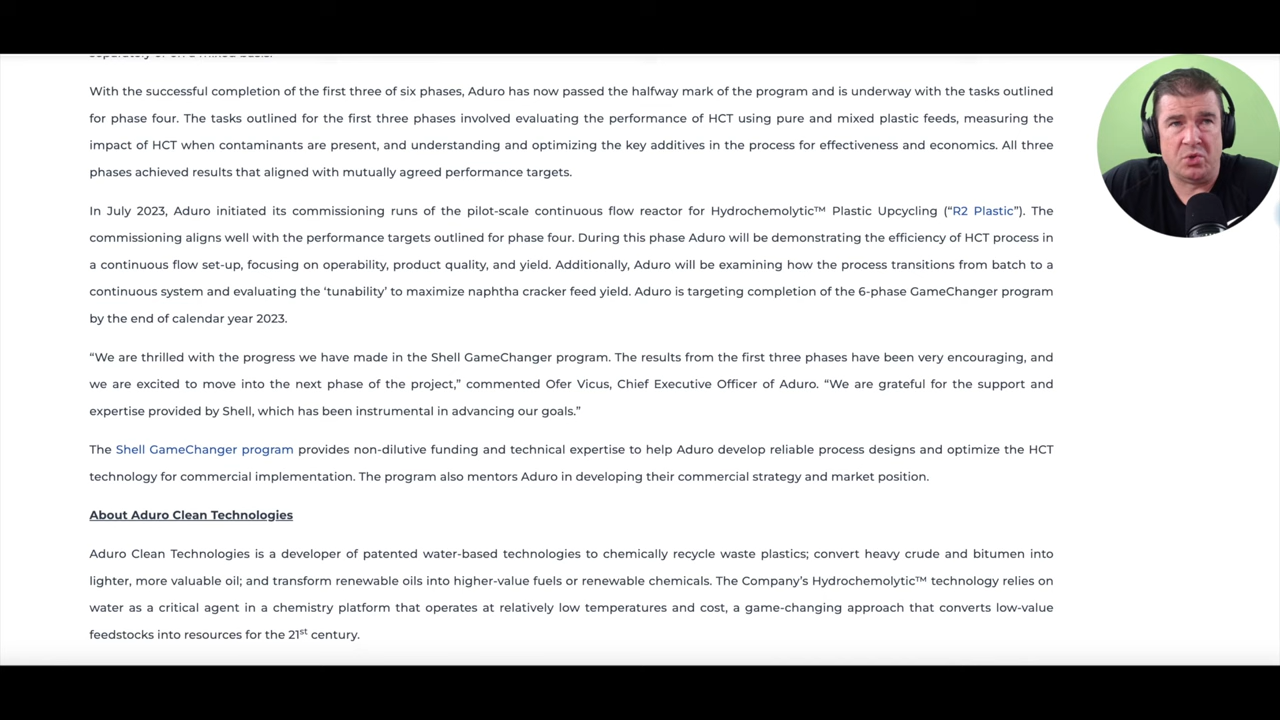 separately or on a mixed basis.
With the successful completion of the first three of six phases, Aduro has now passed the halfway mark of the program and is underway with the tasks outlined
for phase four. The tasks outlined for the first three phases involved evaluating the performance of HCT using pure and mixed plastic feeds, measuring the
impact of HCT when contaminants are present, and understanding and optimizing the key additives in the process for effectiveness and economics. All three
phases achieved results that aligned with mutually agreed performance targets.
In July 2023, Aduro initiated its commissioning runs of the pilot-scale continuous flow reactor for Hydrochemolytic™ Plastic Upcycling (“R2 Plastic”). The
commissioning aligns well with the performance targets outlined for phase four. During this phase Aduro will be demonstrating the efficiency of HCT process in
a continuous flow set-up, focusing on operability, product quality, and yield. Additionally, Aduro will be examining how the process transitions from batch to a
continuous system and evaluating the ‘tunability’ to maximize naphtha cracker feed yield. Aduro is targeting completion of the 6-phase GameChanger program
by the end of calendar year 2023.
“We are thrilled with the progress we have made in the Shell GameChanger program. The results from the first three phases have been very encouraging, and
we are excited to move into the next phase of the project,” commented Ofer Vicus, Chief Executive Officer of Aduro. “We are grateful for the support and
expertise provided by Shell, which has been instrumental in advancing our goals.”
The Shell GameChanger program provides non-dilutive funding and technical expertise to help Aduro develop reliable process designs and optimize the HCT
technology for commercial implementation. The program also mentors Aduro in developing their commercial strategy and market position.
About Aduro Clean Technologies
Aduro Clean Technologies is a developer of patented water-based technologies to chemically recycle waste plastics; convert heavy crude and bitumen into
lighter, more valuable oil; and transform renewable oils into higher-value fuels or renewable chemicals. The Company’s Hydrochemolytic™ technology relies on
water as a critical agent in a chemistry platform that operates at relatively low temperatures and cost, a game-changing approach that converts low-value
feedstocks into resources for the 21st century.